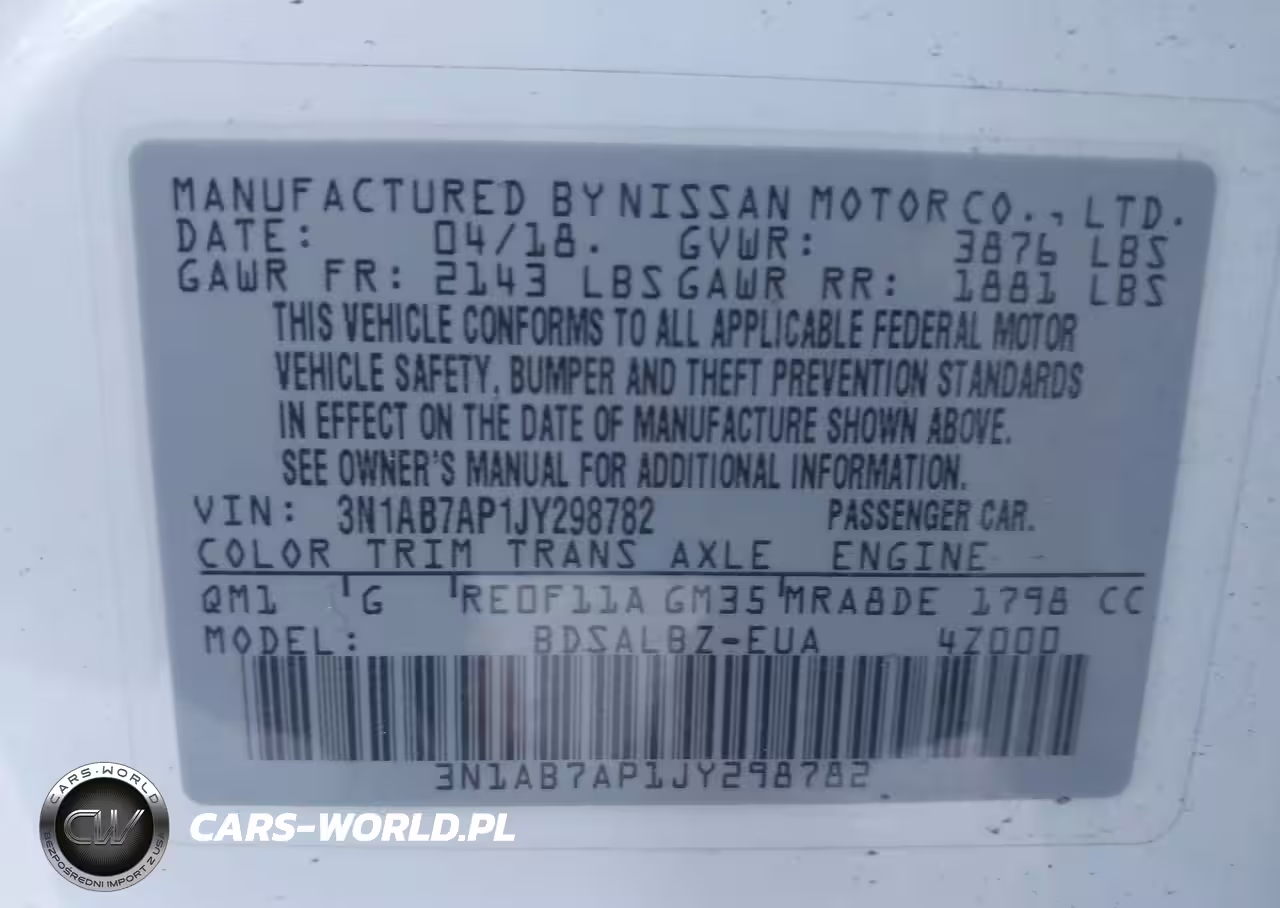 MANUFACTURED BY NISSAN MOTOR CO., LTD.
DATE: 04/18. GVWR: 3876 LBS
GAWR FR: 2143 LBS GAWR RR: 1881 LBS
THIS VEHICLE CONFORMS TO ALL APPLICABLE FEDERAL MOTOR
VEHICLE SAFETY, BUMPER AND THEFT PREVENTION STANDARDS
IN EFFECT ON THE DATE OF MANUFACTURE SHOWN ABOVE.
SEE OWNER'S MANUAL FOR ADDITIONAL INFORMATION.
VIN: 3N1AB7AP1JY298782 PASSENGER CAR.
COLOR TRIM TRANS AXLE ENGINE
QM1 G RE0F11A GM35 MRA8DE 1798 CC
MODEL: BDSALBZ-EUA 4Z000
3N1AB7AP1JY298782
CARS-WORLD
CW
BEZPOŚREDNI IMPORT Z USA
CARS-WORLD.PL